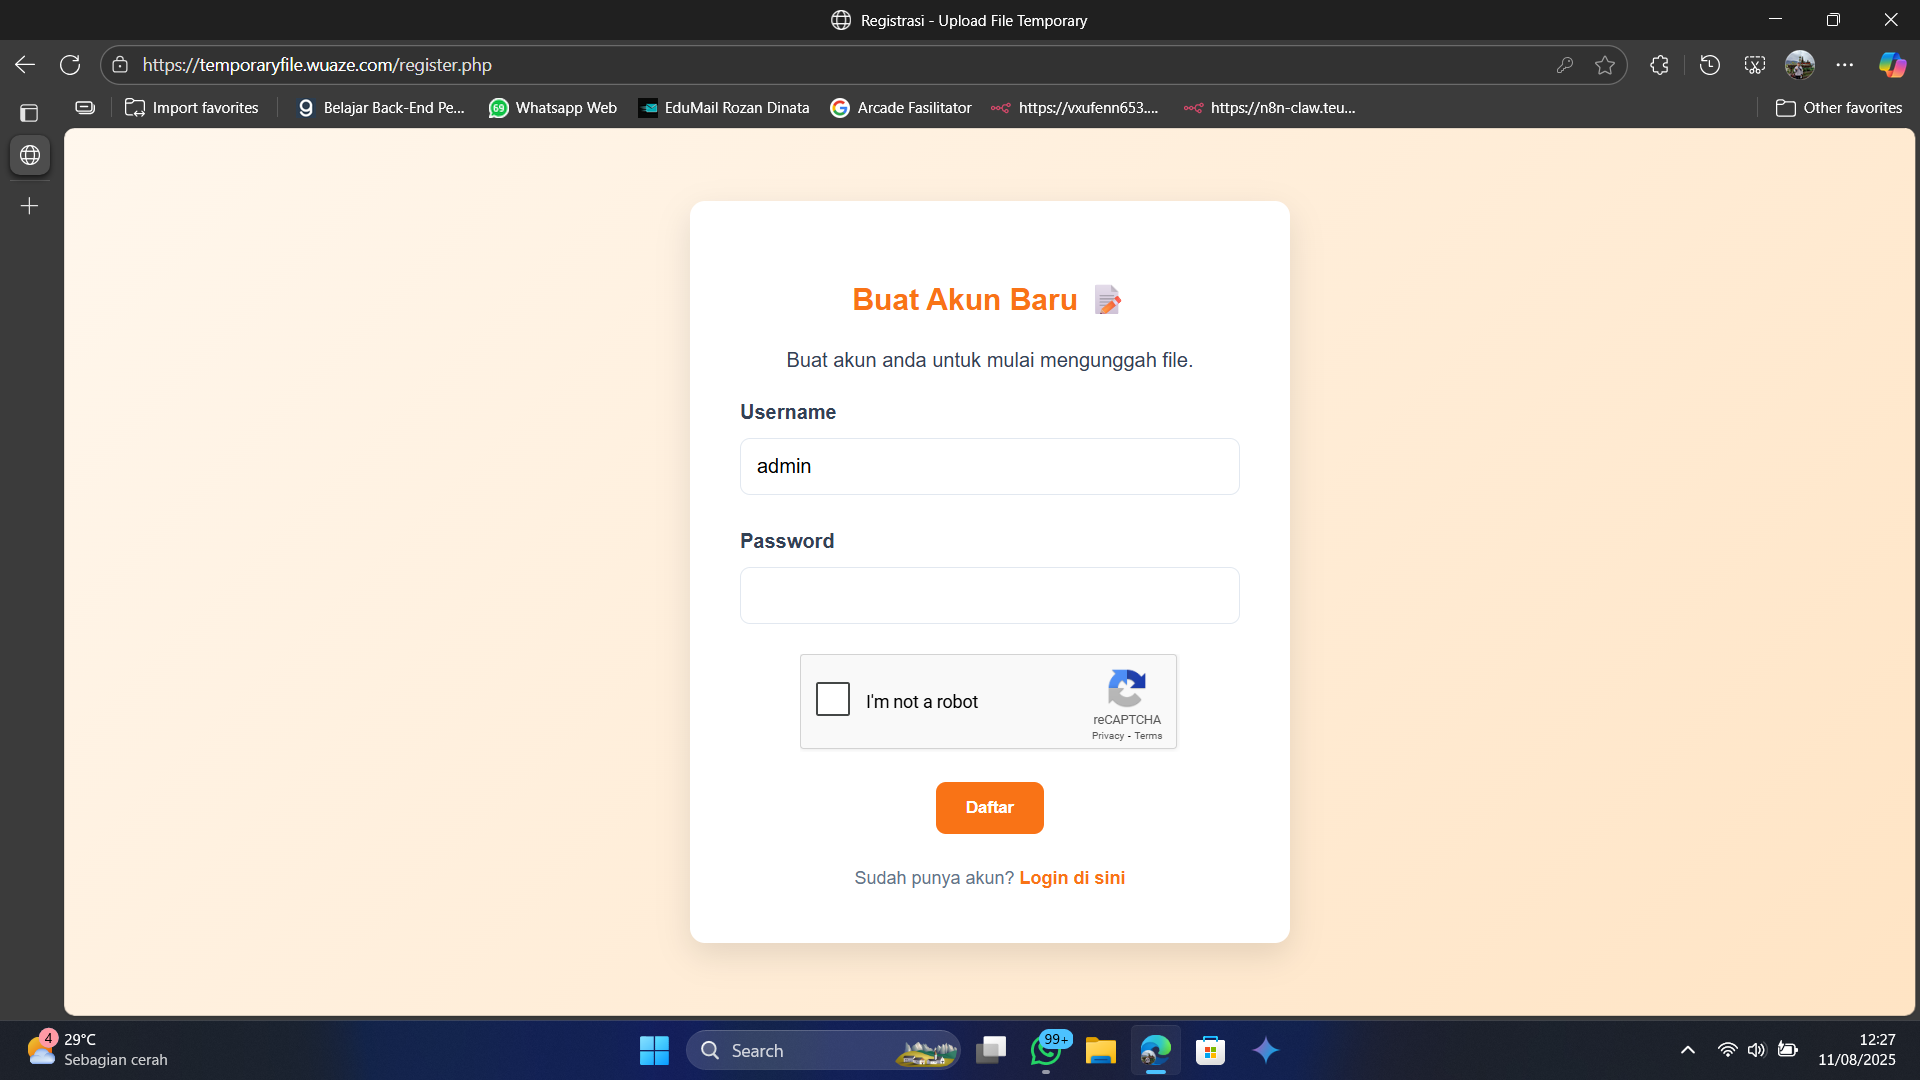 Registrasi - Upload File Temporary
https://temporaryfile.wuaze.com/register.php
Import favorites
Belajar Back-End Pe...
69
Whatsapp Web
EduMail Rozan Dinata
Arcade Fasilitator
https://vxufenn653....
https://n8n-claw.teu...
Other favorites
Buat Akun Baru
Buat akun anda untuk mulai mengunggah file.
Username
admin
Password
I'm not a robot
reCAPTCHA
Privacy - Terms
Daftar
Sudah punya akun? Login di sini
4
29°C
Sebagian cerah
Search
99+
12:27
11/08/2025